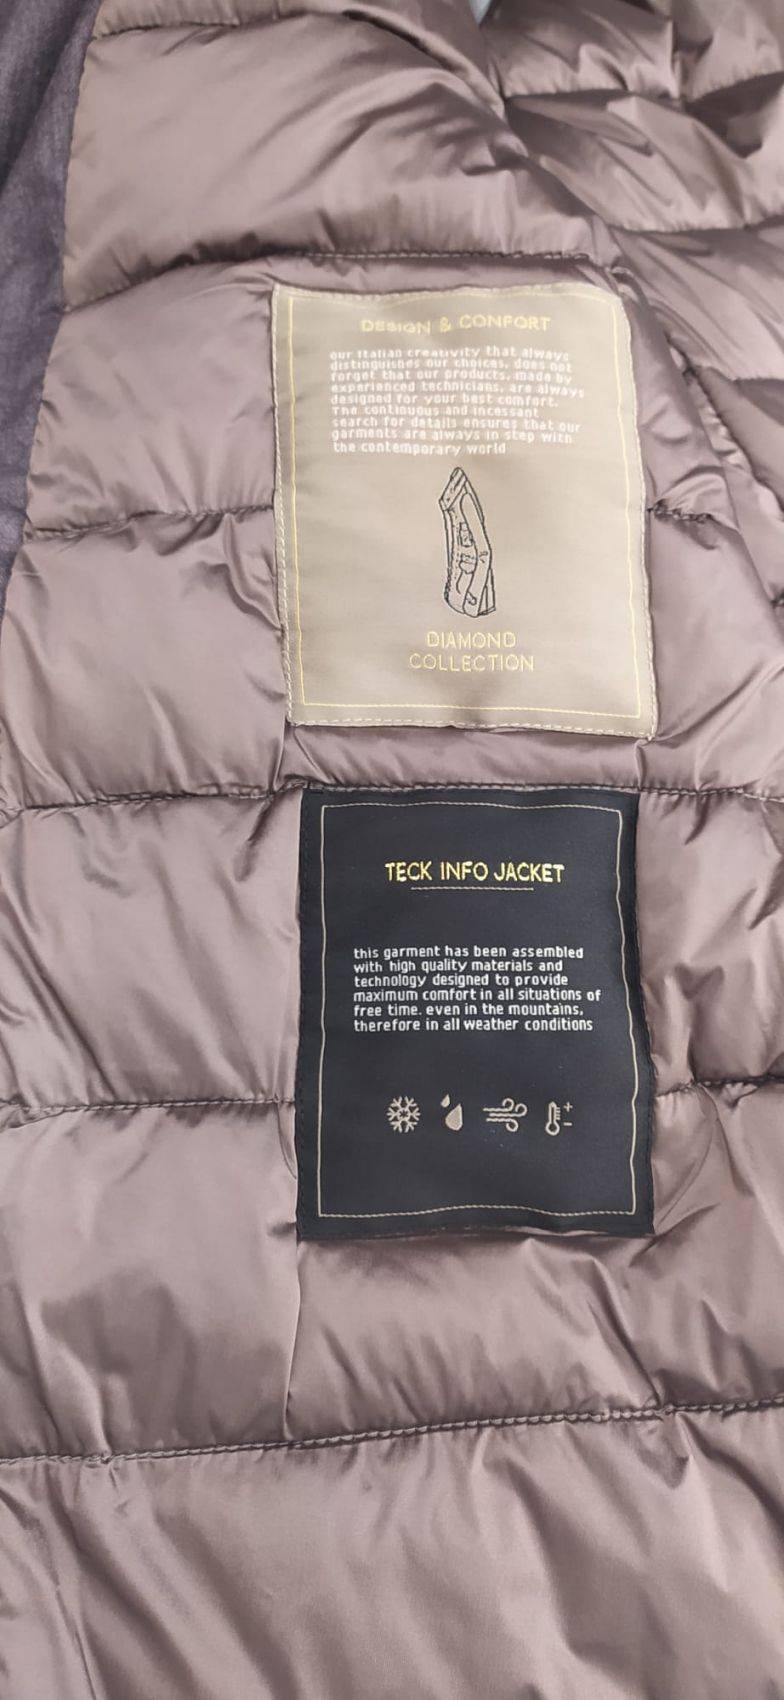 DESIGN & CONFORT
our Italian creativity that always
distinguishes our choices, does not
forget that our products, made by
experienced technicians, are always
designed for your best comfort.
The continuous and incessant
search for details ensures that our
garments are always in step with
the contemporary world
DIAMOND
COLLECTION
TECK INFO JACKET
this garment has been assembled
with high quality materials and
technology designed to provide
maximum comfort in all situations of
free time. even in the mountains,
therefore in all weather conditions